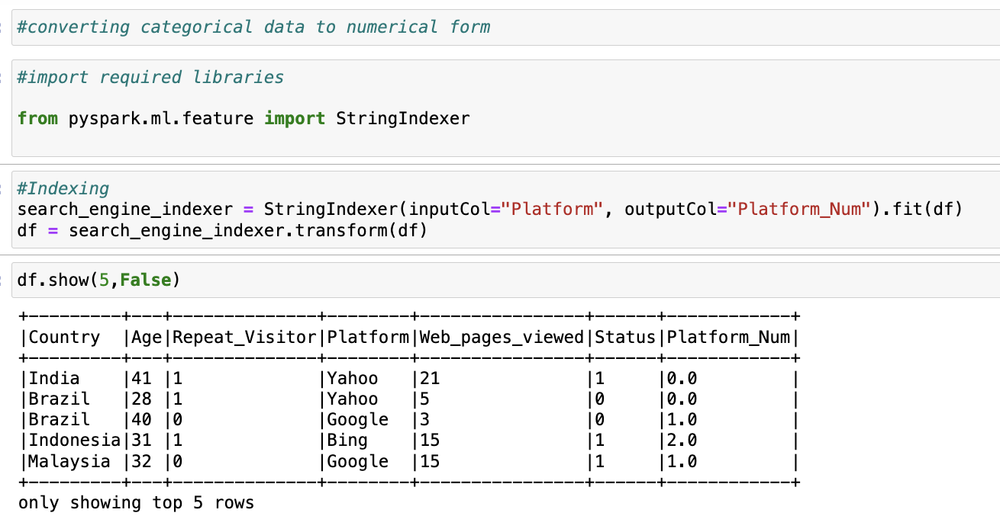 #converting categorical data to numerical form
#import required libraries
from pyspark.ml.feature import StringIndexer
#Indexing
search_engine_indexer = StringIndexer(inputCol="Platform", outputCol="Platform_Num").fit(df)
df = search_engine_indexer.transform(df)
df.show(5,False)
+---------+---+--------------+--------+----------------+------+------------+
|Country  |Age|Repeat_Visitor|Platform|Web_pages_viewed|Status|Platform_Num|
+---------+---+--------------+--------+----------------+------+------------+
|India    |41 |1             |Yahoo   |21              |1     |0.0         |
|Brazil   |28 |1             |Yahoo   |5               |0     |0.0         |
|Brazil   |40 |0             |Google  |3               |0     |1.0         |
|Indonesia|31 |1             |Bing    |15              |1     |2.0         |
|Malaysia |32 |0             |Google  |15              |1     |1.0         |
+---------+---+--------------+--------+----------------+------+------------+
only showing top 5 rows